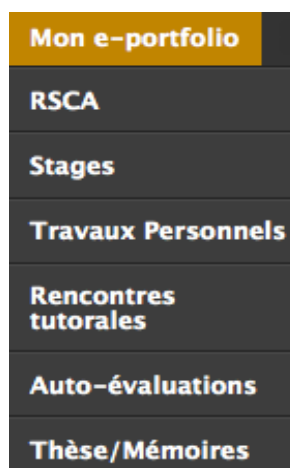 Mon e-portfolio
RSCA
Stages
Travaux Personnels
Rencontres
tutorales
Auto-évaluations
Thèse/Mémoires